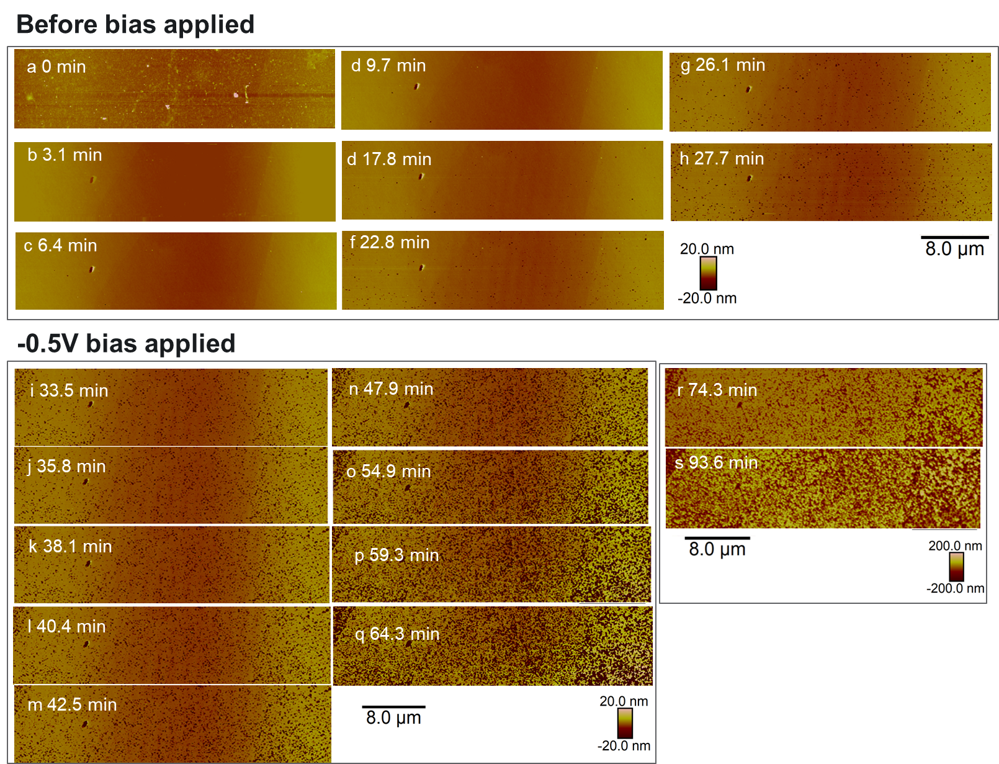 Before bias applied
a 0 min
b 3.1 min
c 6.4 min
d 9.7 min
d 17.8 min
f 22.8 min
g 26.1 min
h 27.7 min
20.0 nm
-20.0 nm
8.0 µm
-0.5V bias applied
i 33.5 min
j 35.8 min
k 38.1 min
l 40.4 min
m 42.5 min
n 47.9 min
o 54.9 min
p 59.3 min
q 64.3 min
8.0 µm
20.0 nm
-20.0 nm
r 74.3 min
s 93.6 min
8.0 µm
200.0 nm
-200.0 nm